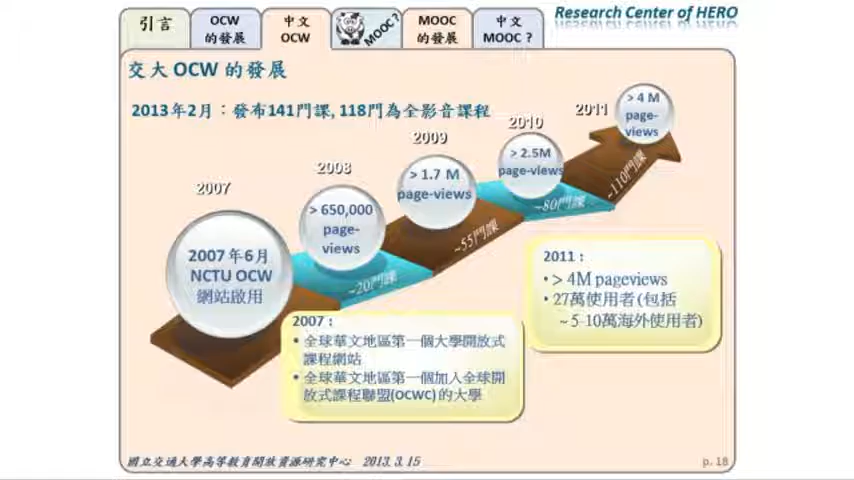 引言
OCW
的發展
中文
OCW
MOOC?
MOOC
的發展
中文
MOOC?
Research Center of HERO
交大 OCW 的發展
2013年2月：發布141門課, 118門為全影音課程
2007
2008
2009
2010
2011
2007年6月
NCTU OCW
網站啟用
> 650,000
page-
views
> 1.7 M
page-views
> 2.5M
page-views
> 4 M
page-
views
~20門課
~55門課
~80門課
~110門課
2007：
• 全球華文地區第一個大學開放式
課程網站
• 全球華文地區第一個加入全球開
放式課程聯盟(OCWC) 的大學
2011：
• > 4M pageviews
• 27萬使用者(包括
~ 5-10萬海外使用者)
國立交通大學高等教育開放資源研究中心 2013.3.15
p. 18